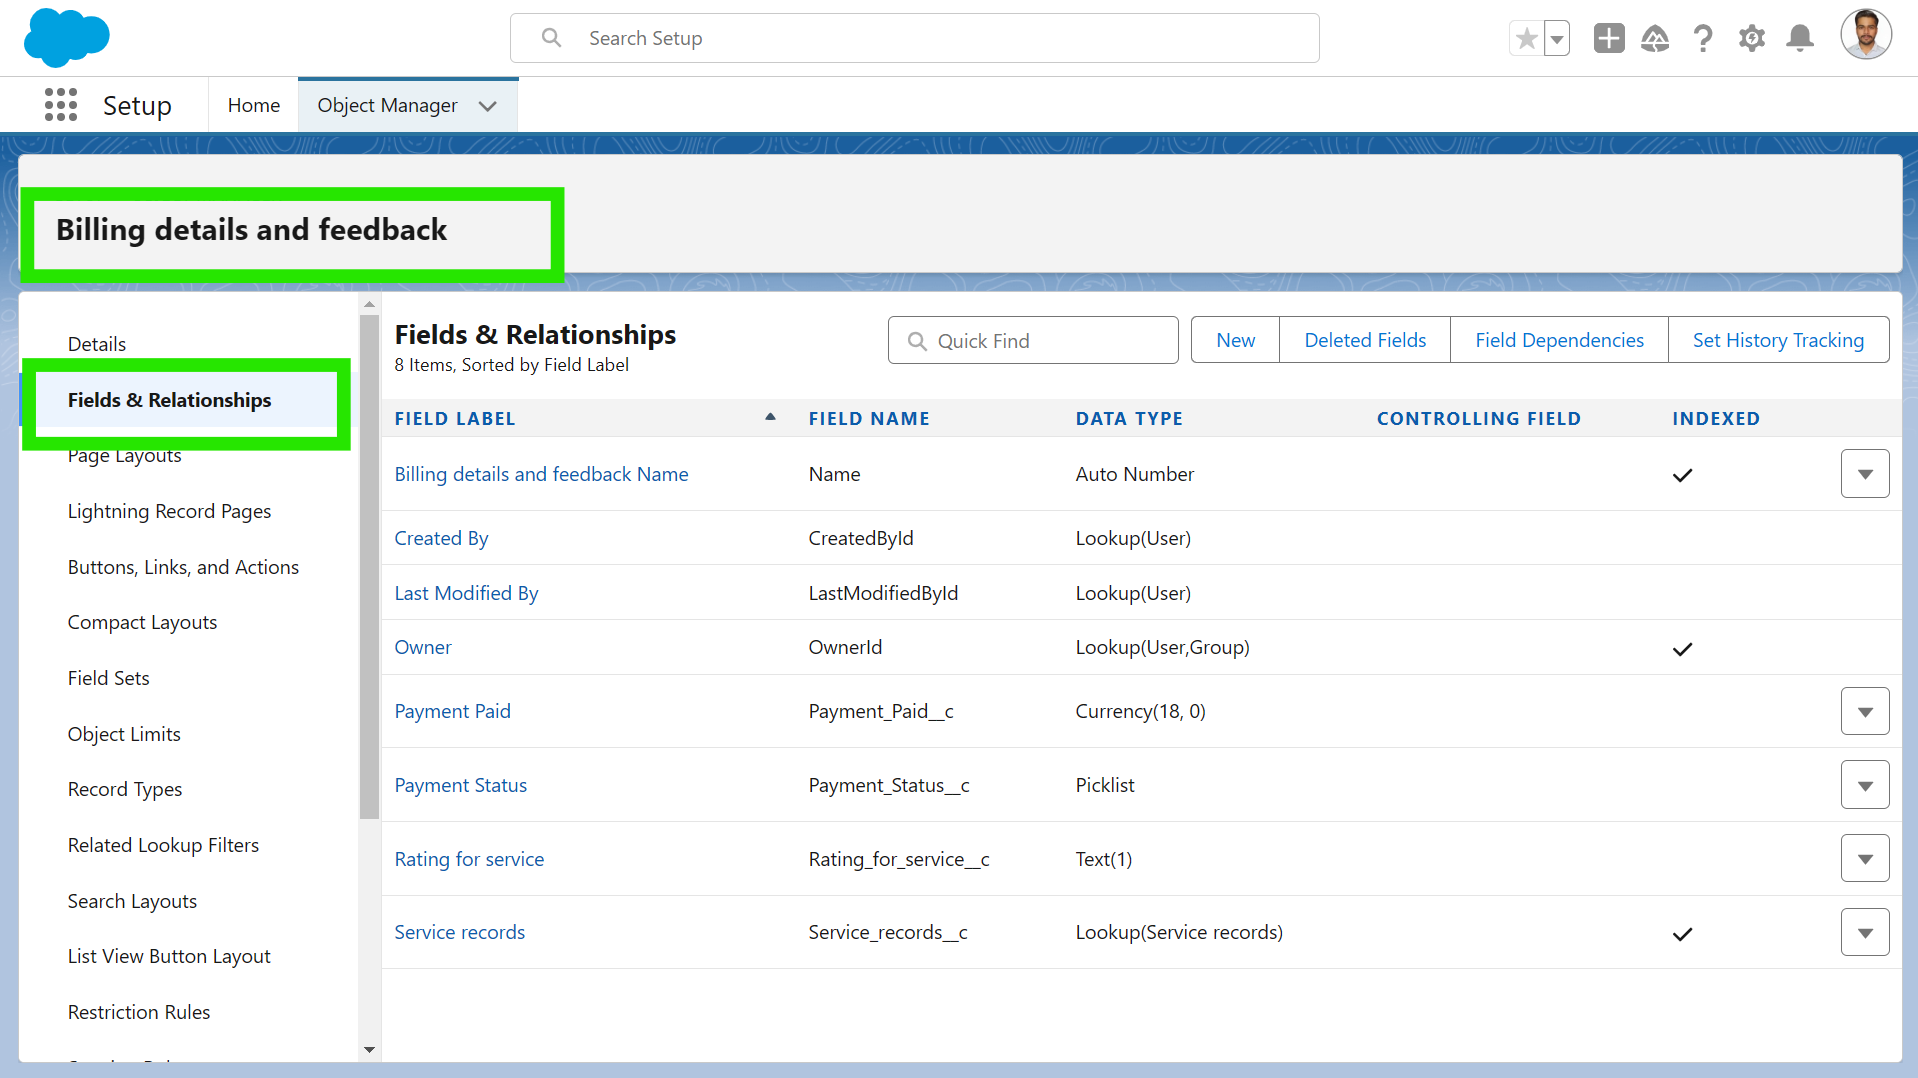 Search Setup
Setup
Home
Object Manager
Billing details and feedback
Details
Fields & Relationships
Page Layouts
Lightning Record Pages
Buttons, Links, and Actions
Compact Layouts
Field Sets
Object Limits
Record Types
Related Lookup Filters
Search Layouts
List View Button Layout
Restriction Rules
Fields & Relationships
8 Items, Sorted by Field Label
Quick Find
New
Deleted Fields
Field Dependencies
Set History Tracking
FIELD LABEL FIELD NAME DATA TYPE CONTROLLING FIELD INDEXED
Billing details and feedback Name Name Auto Number
Created By CreatedById Lookup(User)
Last Modified By LastModifiedById Lookup(User)
Owner OwnerId Lookup(User,Group)
Payment Paid Payment_Paid__c Currency(18, 0)
Payment Status Payment_Status__c Picklist
Rating for service Rating_for_service__c Text(1)
Service records Service_records__c Lookup(Service records)